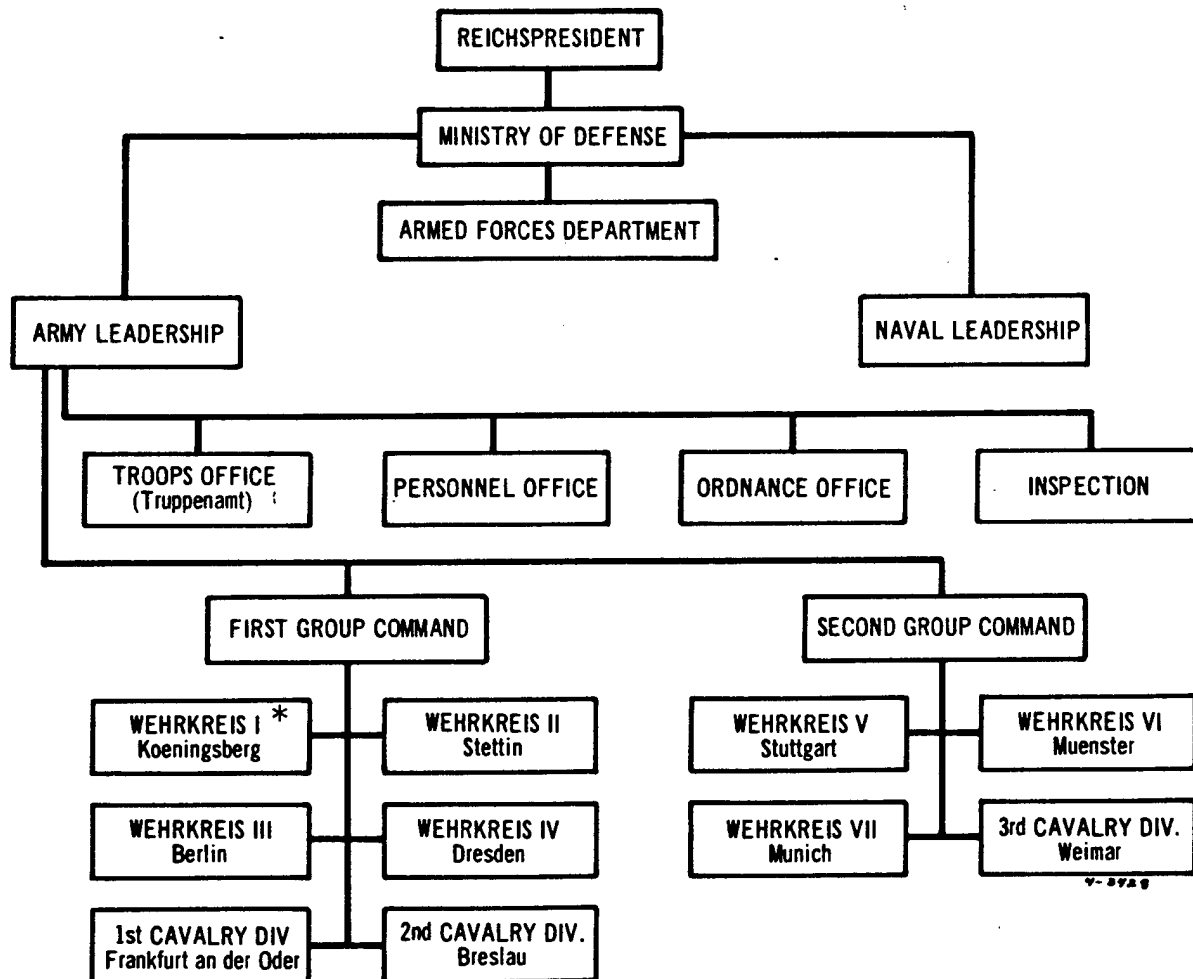 REICHSPRESIDENT
MINISTRY OF DEFENSE
ARMED FORCES DEPARTMENT
ARMY LEADERSHIP
NAVAL LEADERSHIP
TROOPS OFFICE
(Truppenamt)
PERSONNEL OFFICE
ORDNANCE OFFICE
INSPECTION
FIRST GROUP COMMAND
SECOND GROUP COMMAND
WEHRKREIS I *
Koeningsberg
WEHRKREIS II
Stettin
WEHRKREIS V
Stuttgart
WEHRKREIS VI
Muenster
WEHRKREIS III
Berlin
WEHRKREIS IV
Dresden
WEHRKREIS VII
Munich
3rd CAVALRY DIV.
Weimar
1st CAVALRY DIV
Frankfurt an der Oder
2nd CAVALRY DIV.
Breslau